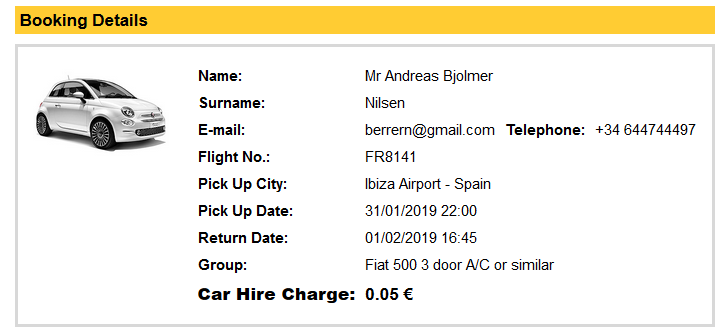 Booking Details
Name: Mr Andreas Bjolmer
Surname: Nilsen
E-mail: berrern@gmail.com Telephone: +34 644744497
Flight No.: FR8141
Pick Up City: Ibiza Airport - Spain
Pick Up Date: 31/01/2019 22:00
Return Date: 01/02/2019 16:45
Group: Fiat 500 3 door A/C or similar
Car Hire Charge: 0.05 €